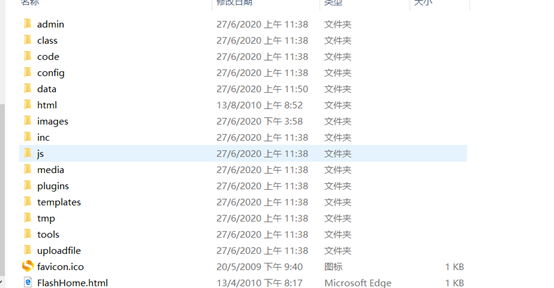 名称 修改日期 类型 大小
admin 27/6/2020 上午 11:38 文件夹
class 27/6/2020 上午 11:38 文件夹
code 27/6/2020 上午 11:38 文件夹
config 27/6/2020 上午 11:38 文件夹
data 27/6/2020 上午 11:50 文件夹
html 13/8/2010 上午 8:52 文件夹
images 27/6/2020 下午 3:58 文件夹
inc 27/6/2020 上午 11:38 文件夹
js 27/6/2020 上午 11:38 文件夹
media 27/6/2020 上午 11:38 文件夹
plugins 27/6/2020 上午 11:38 文件夹
templates 27/6/2020 上午 11:38 文件夹
tmp 27/6/2020 上午 11:38 文件夹
tools 27/6/2020 上午 11:38 文件夹
uploadfile 27/6/2020 上午 11:38 文件夹
favicon.ico 20/5/2009 下午 9:40 图标 1 KB
FlashHome.html 13/4/2010 下午 8:17 Microsoft Edge 1 KB